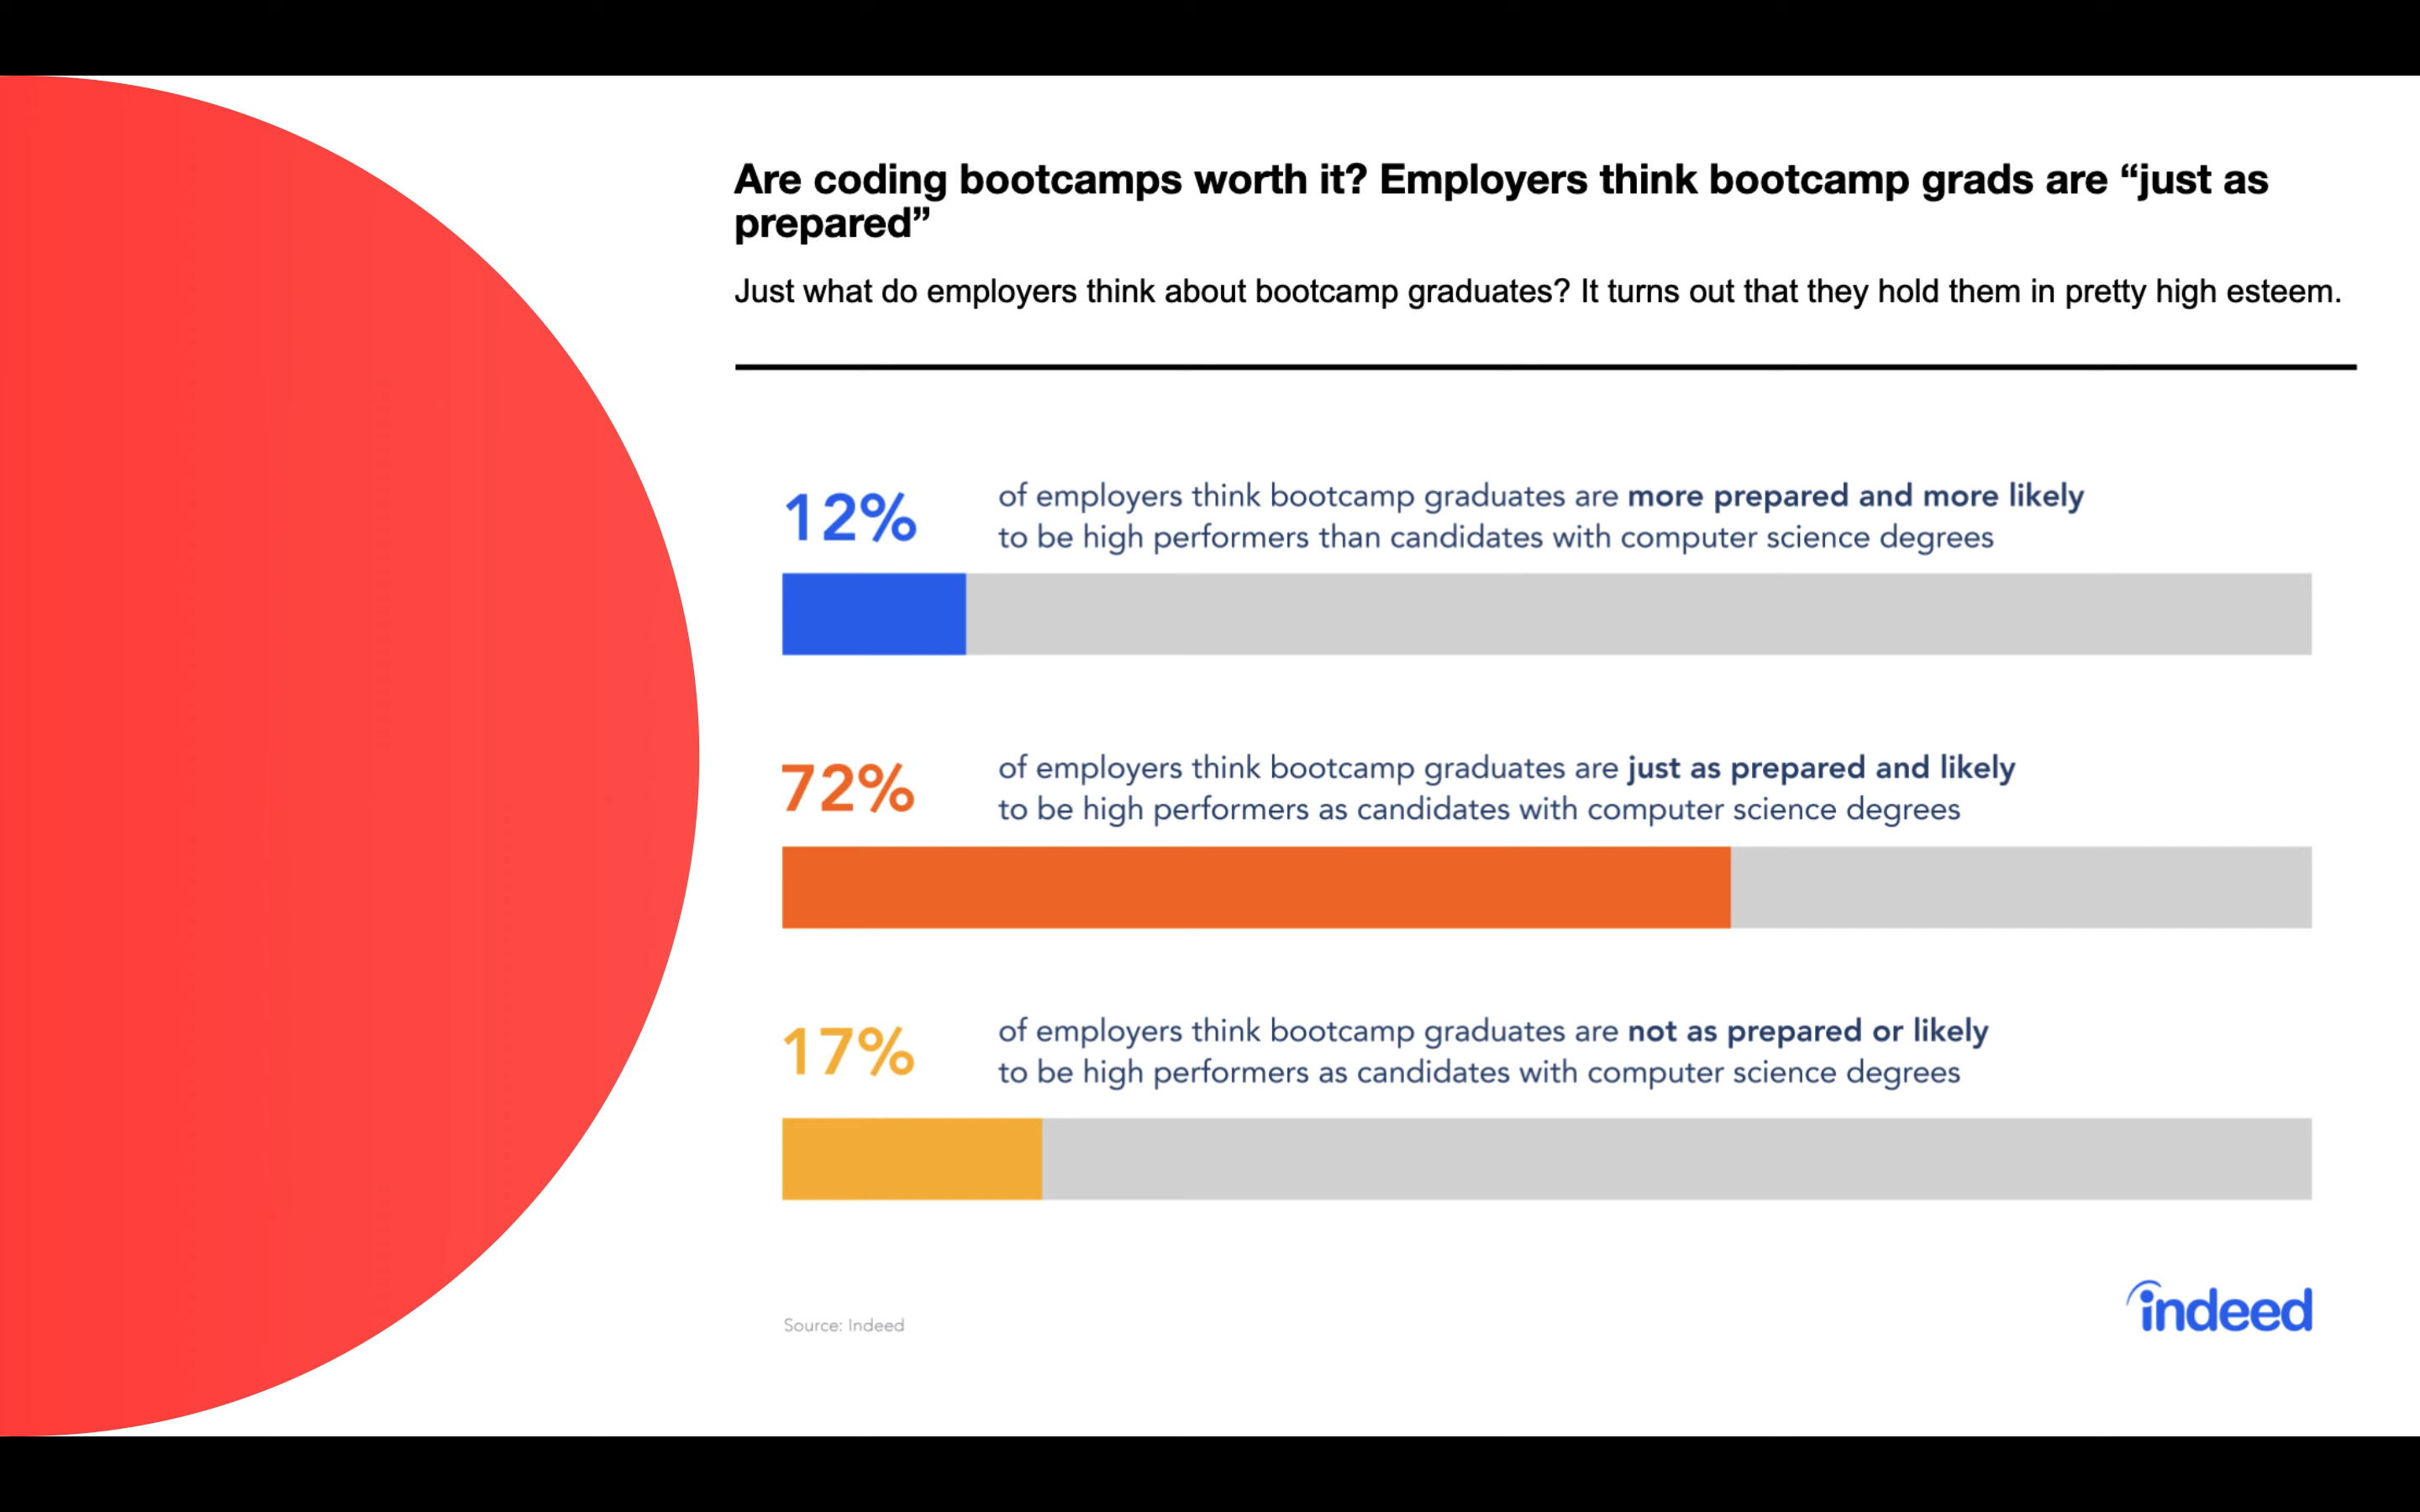 Are coding bootcamps worth it? Employers think bootcamp grads are “just as
prepared”
Just what do employers think about bootcamp graduates? It turns out that they hold them in pretty high esteem.
12%
of employers think bootcamp graduates are more prepared and more likely
to be high performers than candidates with computer science degrees
72%
of employers think bootcamp graduates are just as prepared and likely
to be high performers as candidates with computer science degrees
17%
of employers think bootcamp graduates are not as prepared or likely
to be high performers as candidates with computer science degrees
Source: Indeed
indeed